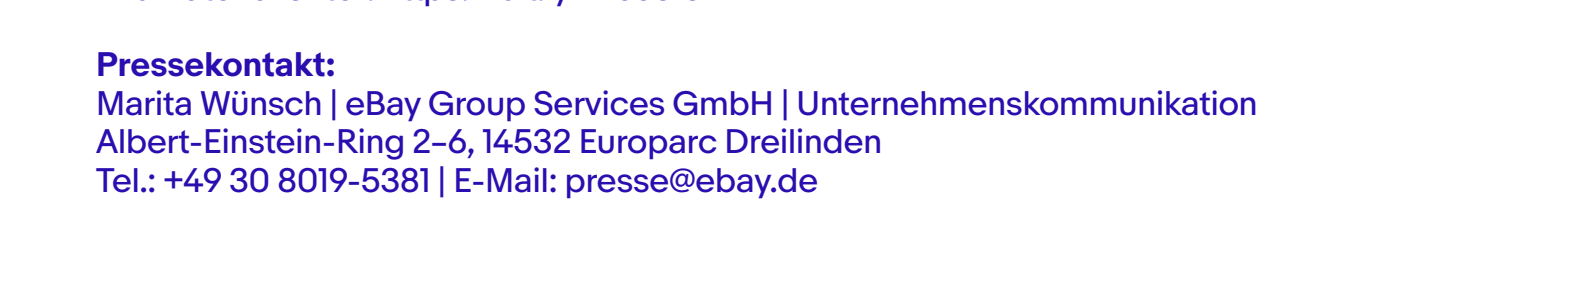 Pressekontakt:
Marita Wünsch | eBay Group Services GmbH | Unternehmenskommunikation
Albert-Einstein-Ring 2–6, 14532 Europarc Dreilinden
Tel.: +49 30 8019-5381 | E-Mail: presse@ebay.de